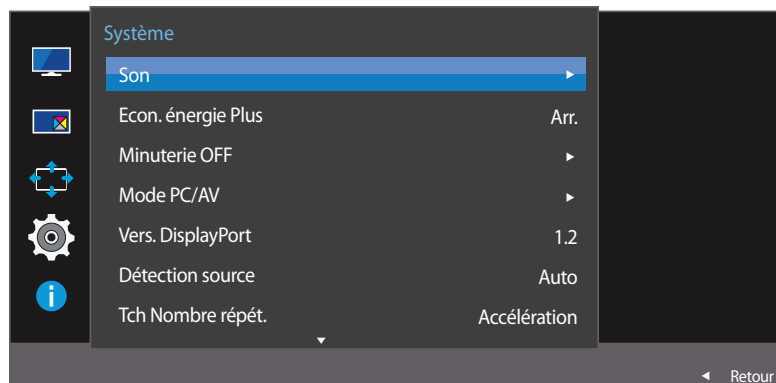 Système
Son
Econ. énergie Plus Arr.
Minuterie OFF
Mode PC/AV
Vers. DisplayPort 1.2
Détection source Auto
Tch Nombre répét. Accélération
Retour